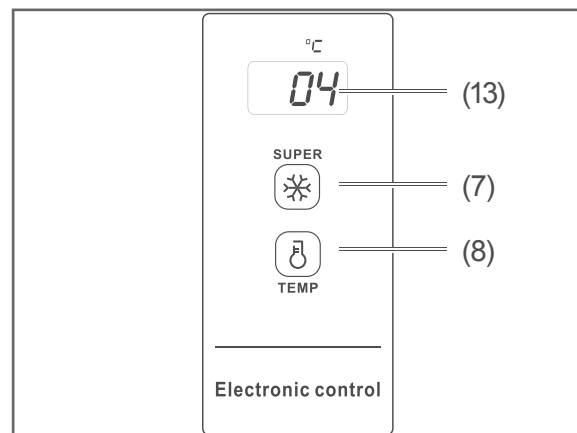 °C
04
(13)
SUPER
(7)
(8)
TEMP
Electronic control